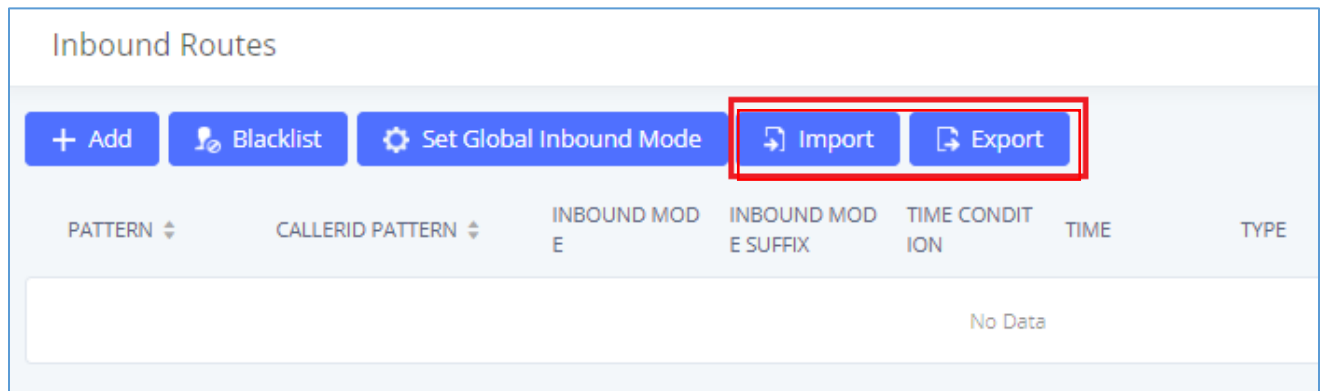 Inbound Routes
+ Add Blacklist Set Global Inbound Mode Import Export
PATTERN CALLERID PATTERN INBOUND MOD INBOUND MOD TIME CONDIT TIME TYPE
E E SUFFIX ION
No Data